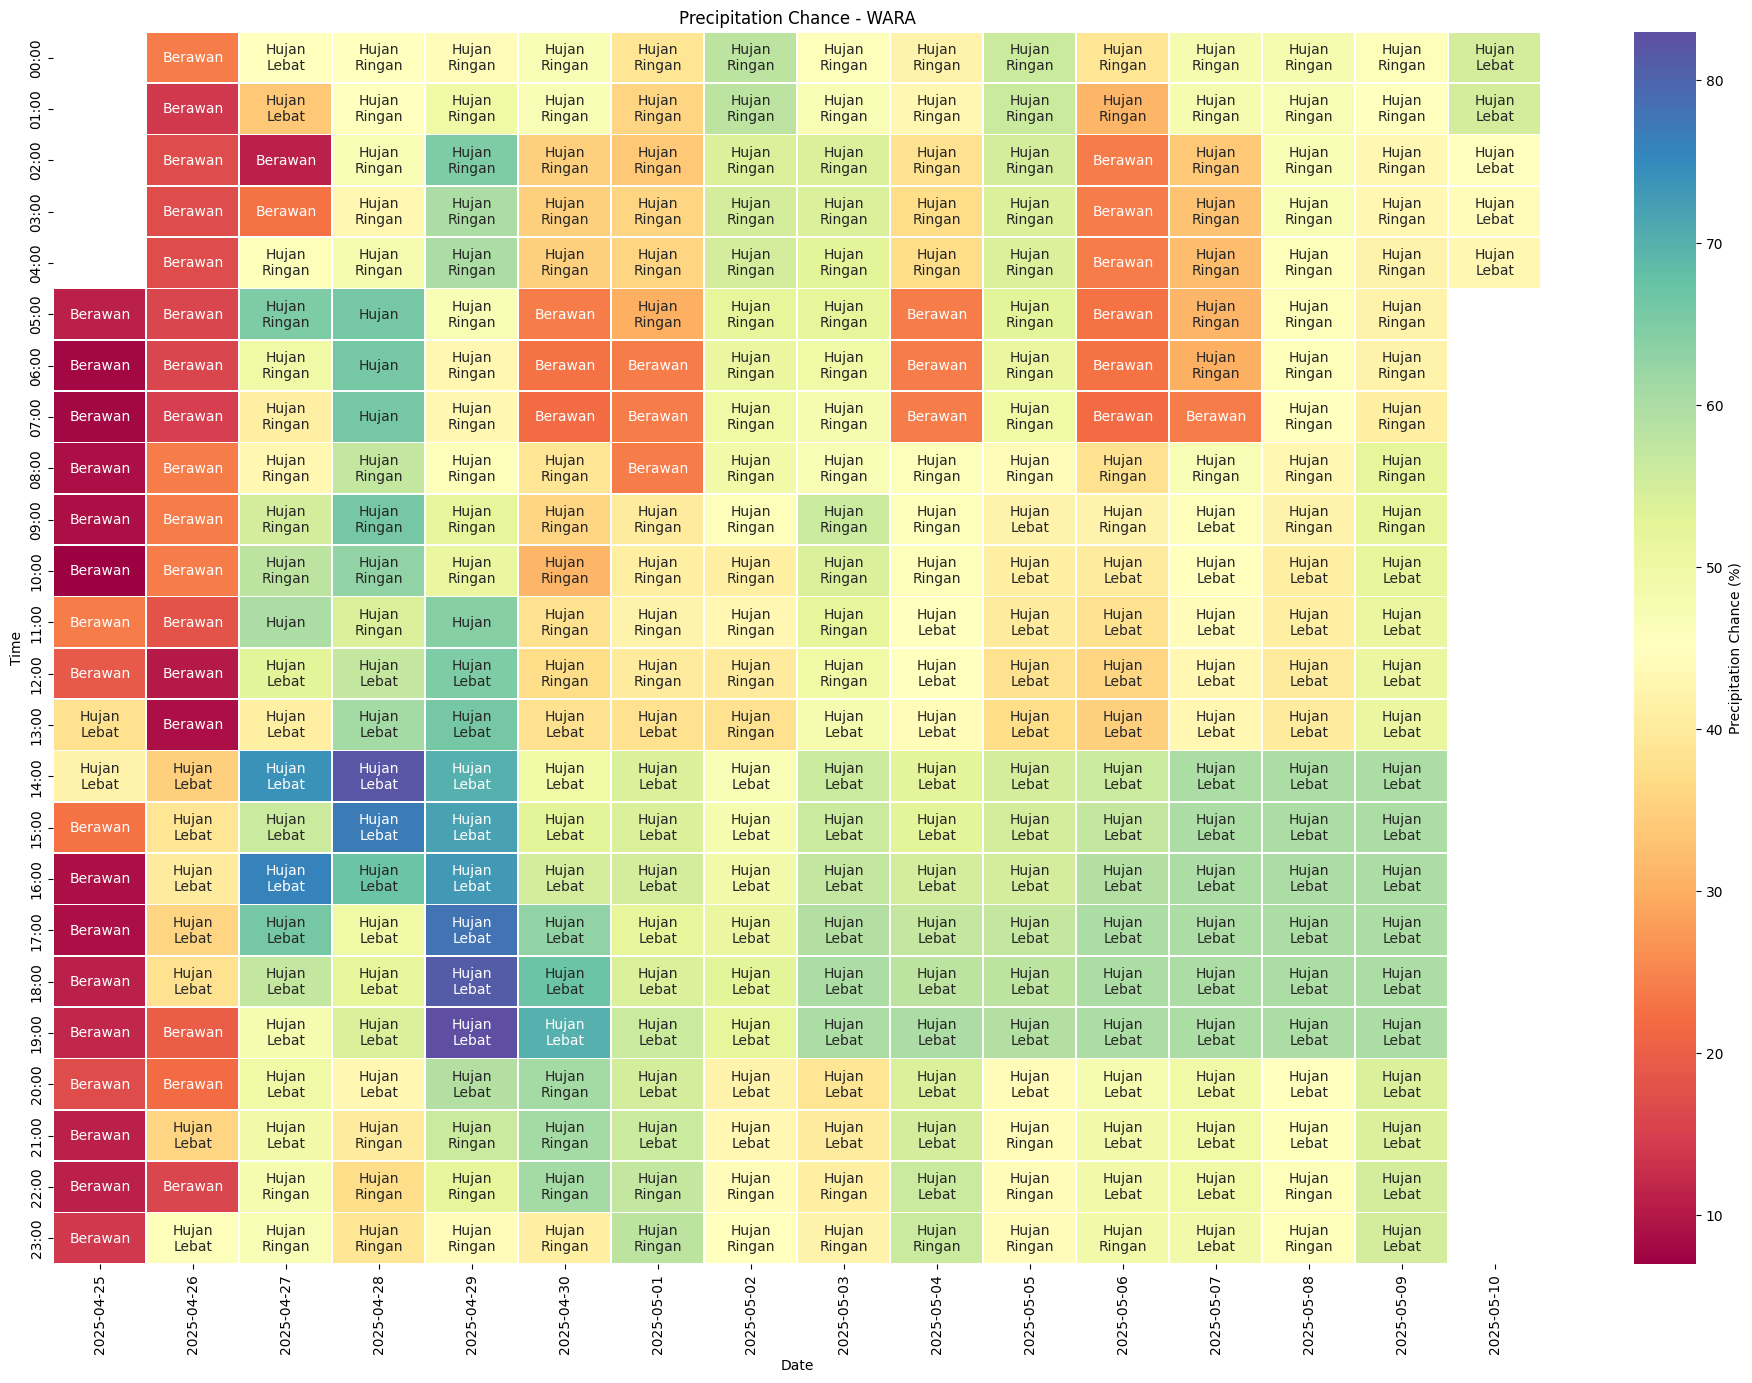 Precipitation Chance - WARA
00:00 Berawan Hujan Lebat Hujan Ringan Hujan Ringan Hujan Ringan Hujan Ringan Hujan Ringan Hujan Ringan Hujan Ringan Hujan Ringan Hujan Ringan Hujan Ringan Hujan Ringan Hujan Ringan Hujan Lebat
01:00 Berawan Hujan Lebat Hujan Ringan Hujan Ringan Hujan Ringan Hujan Ringan Hujan Ringan Hujan Ringan Hujan Ringan Hujan Ringan Hujan Ringan Hujan Ringan Hujan Ringan Hujan Ringan Hujan Lebat
02:00 Berawan Berawan Hujan Ringan Hujan Ringan Hujan Ringan Hujan Ringan Hujan Ringan Hujan Ringan Hujan Ringan Hujan Ringan Berawan Hujan Ringan Hujan Ringan Hujan Ringan Hujan Lebat
03:00 Berawan Berawan Hujan Ringan Hujan Ringan Hujan Ringan Hujan Ringan Hujan Ringan Hujan Ringan Hujan Ringan Hujan Ringan Berawan Hujan Ringan Hujan Ringan Hujan Ringan Hujan Lebat
04:00 Berawan Hujan Ringan Hujan Ringan Hujan Ringan Hujan Ringan Hujan Ringan Hujan Ringan Hujan Ringan Hujan Ringan Hujan Ringan Berawan Hujan Ringan Hujan Ringan Hujan Ringan Hujan Lebat
05:00 Berawan Berawan Hujan Ringan Hujan Hujan Ringan Berawan Hujan Ringan Hujan Ringan Hujan Ringan Berawan Hujan Ringan Berawan Hujan Ringan Hujan Ringan Hujan Ringan
06:00 Berawan Berawan Hujan Ringan Hujan Hujan Ringan Berawan Berawan Hujan Ringan Hujan Ringan Berawan Hujan Ringan Berawan Hujan Ringan Hujan Ringan Hujan Ringan
07:00 Berawan Berawan Hujan Ringan Hujan Hujan Ringan Berawan Berawan Hujan Ringan Hujan Ringan Berawan Hujan Ringan Berawan Berawan Hujan Ringan Hujan Ringan
08:00 Berawan Berawan Hujan Ringan Hujan Ringan Hujan Ringan Hujan Ringan Berawan Hujan Ringan Hujan Ringan Hujan Ringan Hujan Ringan Hujan Ringan Hujan Ringan Hujan Ringan Hujan Ringan
09:00 Berawan Berawan Hujan Ringan Hujan Ringan Hujan Ringan Hujan Ringan Hujan Ringan Hujan Ringan Hujan Ringan Hujan Ringan Hujan Lebat Hujan Ringan Hujan Lebat Hujan Ringan Hujan Ringan
10:00 Berawan Berawan Hujan Ringan Hujan Ringan Hujan Ringan Hujan Ringan Hujan Ringan Hujan Ringan Hujan Ringan Hujan Ringan Hujan Lebat Hujan Lebat Hujan Lebat Hujan Lebat Hujan Lebat
11:00 Berawan Berawan Hujan Hujan Ringan Hujan Hujan Ringan Hujan Ringan Hujan Ringan Hujan Ringan Hujan Lebat Hujan Lebat Hujan Lebat Hujan Lebat Hujan Lebat Hujan Lebat
12:00 Berawan Berawan Hujan Lebat Hujan Lebat Hujan Lebat Hujan Ringan Hujan Ringan Hujan Ringan Hujan Ringan Hujan Lebat Hujan Lebat Hujan Lebat Hujan Lebat Hujan Lebat Hujan Lebat
13:00 Hujan Lebat Berawan Hujan Lebat Hujan Lebat Hujan Lebat Hujan Lebat Hujan Lebat Hujan Ringan Hujan Lebat Hujan Lebat Hujan Lebat Hujan Lebat Hujan Lebat Hujan Lebat Hujan Lebat
14:00 Hujan Lebat Hujan Lebat Hujan Lebat Hujan Lebat Hujan Lebat Hujan Lebat Hujan Lebat Hujan Lebat Hujan Lebat Hujan Lebat Hujan Lebat Hujan Lebat Hujan Lebat Hujan Lebat Hujan Lebat
15:00 Berawan Hujan Lebat Hujan Lebat Hujan Lebat Hujan Lebat Hujan Lebat Hujan Lebat Hujan Lebat Hujan Lebat Hujan Lebat Hujan Lebat Hujan Lebat Hujan Lebat Hujan Lebat Hujan Lebat
16:00 Berawan Hujan Lebat Hujan Lebat Hujan Lebat Hujan Lebat Hujan Lebat Hujan Lebat Hujan Lebat Hujan Lebat Hujan Lebat Hujan Lebat Hujan Lebat Hujan Lebat Hujan Lebat Hujan Lebat
17:00 Berawan Hujan Lebat Hujan Lebat Hujan Lebat Hujan Lebat Hujan Lebat Hujan Lebat Hujan Lebat Hujan Lebat Hujan Lebat Hujan Lebat Hujan Lebat Hujan Lebat Hujan Lebat Hujan Lebat
18:00 Berawan Hujan Lebat Hujan Lebat Hujan Lebat Hujan Lebat Hujan Lebat Hujan Lebat Hujan Lebat Hujan Lebat Hujan Lebat Hujan Lebat Hujan Lebat Hujan Lebat Hujan Lebat Hujan Lebat
19:00 Berawan Berawan Hujan Lebat Hujan Lebat Hujan Lebat Hujan Lebat Hujan Lebat Hujan Lebat Hujan Lebat Hujan Lebat Hujan Lebat Hujan Lebat Hujan Lebat Hujan Lebat Hujan Lebat
20:00 Berawan Berawan Hujan Lebat Hujan Lebat Hujan Lebat Hujan Ringan Hujan Lebat Hujan Lebat Hujan Lebat Hujan Lebat Hujan Lebat Hujan Lebat Hujan Lebat Hujan Lebat Hujan Lebat
21:00 Berawan Hujan Lebat Hujan Lebat Hujan Ringan Hujan Ringan Hujan Ringan Hujan Lebat Hujan Lebat Hujan Lebat Hujan Lebat Hujan Ringan Hujan Lebat Hujan Lebat Hujan Lebat Hujan Lebat
22:00 Berawan Berawan Hujan Ringan Hujan Ringan Hujan Ringan Hujan Ringan Hujan Ringan Hujan Ringan Hujan Ringan Hujan Lebat Hujan Ringan Hujan Lebat Hujan Lebat Hujan Ringan Hujan Lebat
23:00 Berawan Hujan Lebat Hujan Ringan Hujan Ringan Hujan Ringan Hujan Ringan Hujan Ringan Hujan Ringan Hujan Ringan Hujan Ringan Hujan Ringan Hujan Ringan Hujan Lebat Hujan Ringan Hujan Lebat
Time
2025-04-25 2025-04-26 2025-04-27 2025-04-28 2025-04-29 2025-04-30 2025-05-01 2025-05-02 2025-05-03 2025-05-04 2025-05-05 2025-05-06 2025-05-07 2025-05-08 2025-05-09 2025-05-10
Date
80
70
60
50
40
30
20
10
Precipitation Chance (%)